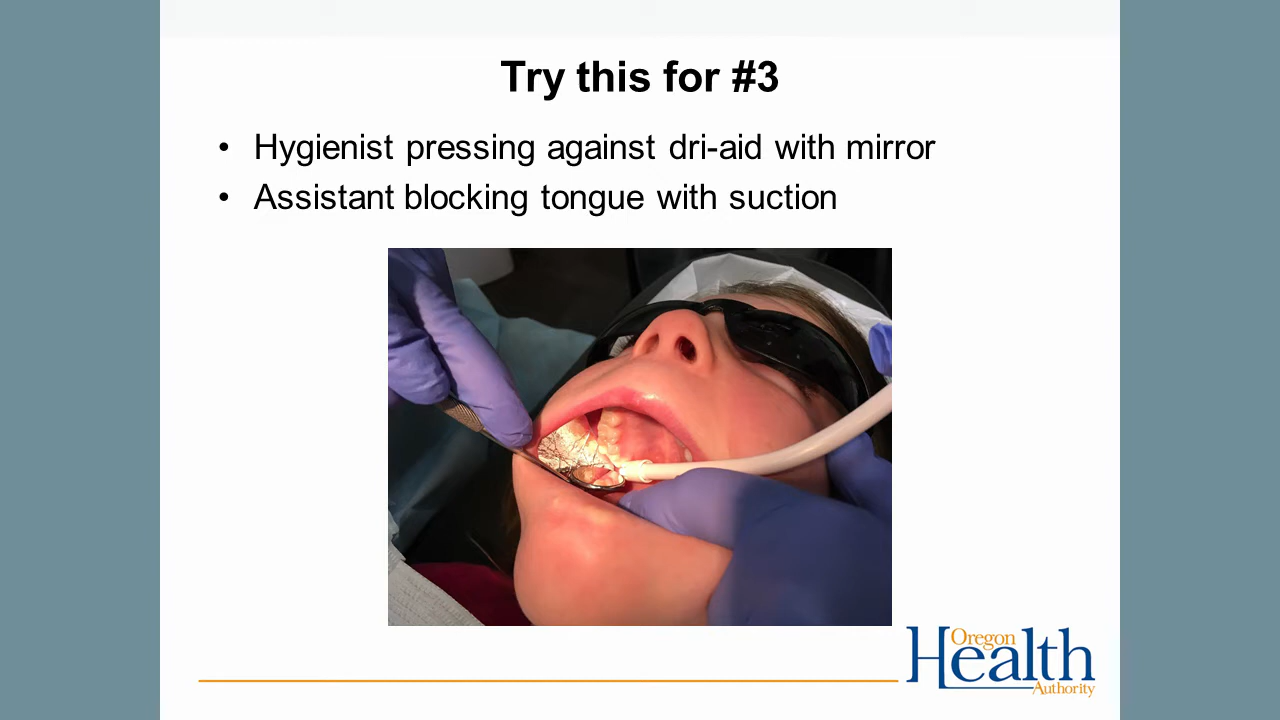 Try this for #3
• Hygienist pressing against dri-aid with mirror
• Assistant blocking tongue with suction
Oregon
Health
Authority